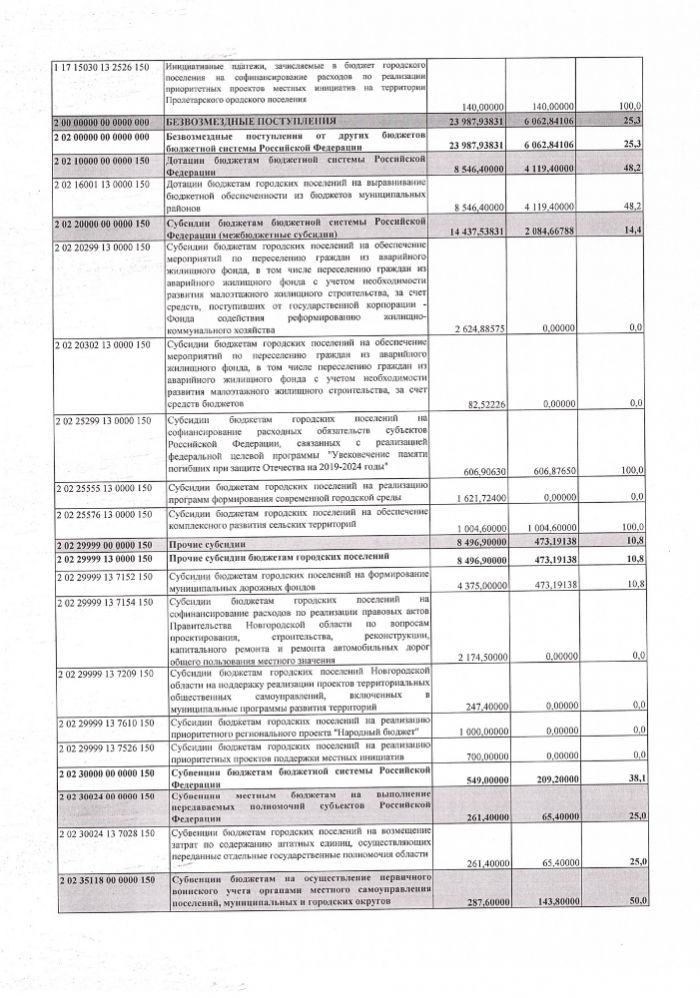 1 17 15030 13 2526 150 Инициативные платежи, зачисляемые в бюджет городского
поселения на софинансирование расходов по реализации
приоритетных проектов местных инициатив на территории
Пролетарского ородского поселения 140,00000 140,00000 100,0
2 00 00000 00 0000 000 БЕЗВОЗМЕЗДНЫЕ ПОСТУПЛЕНИЯ 23 987,93831 6 062,84106 25,3
2 02 00000 00 0000 000 Безвозмездные поступления от других бюджетов
бюджетной системы Российской Федерации 23 987,93831 6 062,84106 25,3
2 02 10000 00 0000 150 Дотации бюджетам бюджетной системы Российской
Федерации 8 546,40000 4 119,40000 48,2
2 02 16001 13 0000 150 Дотации бюджетам городских поселений на выравнивание
бюджетной обеспеченности из бюджетов муниципальных
районов 8 546,40000 4 119,40000 48,2
2 02 20000 00 0000 150 Субсидии бюджетам бюджетной системы Российской
Федерации (межбюджетные субсидии) 14 437,53831 2 084,66788 14,4
2 02 20299 13 0000 150 Субсидии бюджетам городских поселений на обеспечение
мероприятий по переселению граждан из аварийного
жилищного фонда, в том числе переселению граждан из
аварийного жилищного фонда с учетом необходимости
развития малоэтажного жилищного строительства, за счет
средств, поступивших от государственной корпорации -
Фонда содействия реформированию жилищно-
коммунального хозяйства 2 624,88575 0,00000 0,0
2 02 20302 13 0000 150 Субсидии бюджетам городских поселений на обеспечение
мероприятий по переселению граждан из аварийного
жилищного фонда, в том числе переселению граждан из
аварийного жилищного фонда с учетом необходимости
развития малоэтажного жилищного строительства, за счет
средств бюджетов 82,52226 0,00000 0,0
2 02 25299 13 0000 150 Субсидии бюджетам городских поселений на
софинансирование расходных обязательств субъектов
Российской Федерации, связанных с реализацией
федеральной целевой программы "Увековечение памяти
погибших при защите Отечества на 2019-2024 годы" 606,90630 606,87650 100,0
2 02 25555 13 0000 150 Субсидии бюджетам городских поселений на реализацию
программ формирования современной городской среды 1 621,72400 0,00000 0,0
2 02 25576 13 0000 150 Субсидии бюджетам городских поселений на обеспечение
комплексного развития сельских территорий 1 004,60000 1 004,60000 100,0
2 02 29999 00 0000 150 Прочие субсидии 8 496,90000 473,19138 10,8
2 02 29999 13 0000 150 Прочие субсидии бюджетам городских поселений 8 496,90000 473,19138 10,8
2 02 29999 13 7152 150 Субсидии бюджетам городских поселений на формирование
муниципальных дорожных фондов 4 375,00000 473,19138 10,8
2 02 29999 13 7154 150 Субсидии бюджетам городских поселений на
софинансирование расходов по реализации правовых актов
Правительства Новгородской области по вопросам
проектирования, строительства, реконструкции,
капитального ремонта и ремонта автомобильных дорог
общего пользования местного значения 2 174,50000 0,00000 0,0
2 02 29999 13 7209 150 Субсидии бюджетам городских поселений Новгородской
области на поддержку реализации проектов территориальных
общественных самоуправлений, включенных в
муниципальные программы развития территорий 247,40000 0,00000 0,0
2 02 29999 13 7610 150 Субсидии бюджетам городских поселений на реализацию
приоритетного регионального проекта "Народный бюджет" 1 000,00000 0,00000 0,0
2 02 29999 13 7526 150 Субсидии бюджетам городских поселений на реализацию
приоритетных проектов поддержки местных инициатив 700,00000 0,00000 0,0
2 02 30000 00 0000 150 Субвенции бюджетам бюджетной системы Российской
Федерации 549,00000 209,20000 38,1
2 02 30024 00 0000 150 Субвенции местным бюджетам на выполнение
передаваемых полномочий субъектов Российской
Федерации 261,40000 65,40000 25,0
2 02 30024 13 7028 150 Субвенции бюджетам городских поселений на возмещение
затрат по содержанию штатных единиц, осуществляющих
переданные отдельные государственные полномочия области 261,40000 65,40000 25,0
2 02 35118 00 0000 150 Субвенции бюджетам на осуществление первичного
воинского учета органами местного самоуправления
поселений, муниципальных и городских округов 287,60000 143,80000 50,0